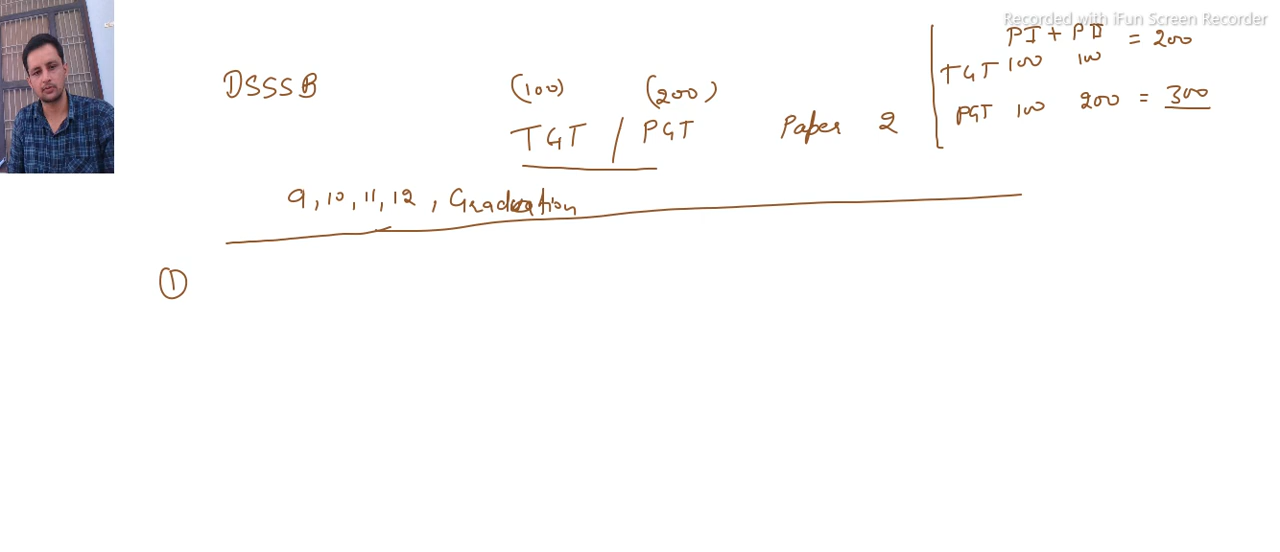 Recorded with iFun Screen Recorder
PI + PII = 200
TGT 100 100
PGT 100 200 = 300
DSSSB (100) (200)
TGT / PGT Paper 2
9, 10, 11, 12, Graduation
①